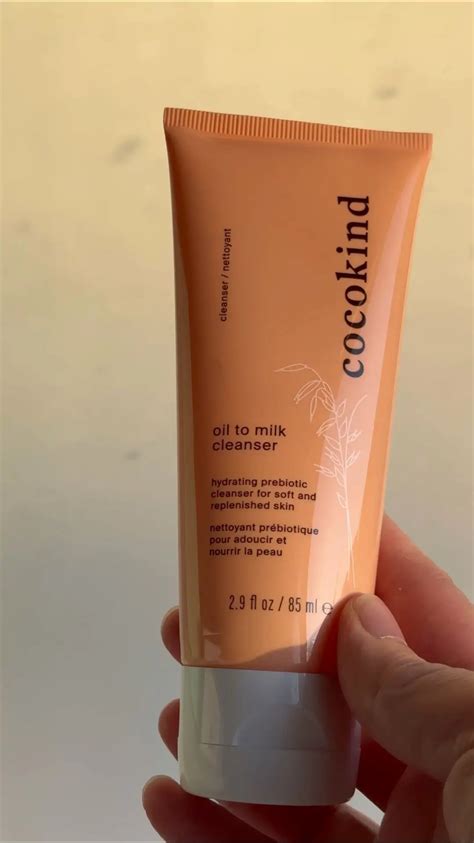 cocokind
cleanser / nettoyant
oil to milk
cleanser
hydrating prebiotic
cleanser for soft and
replenished skin
nettoyant prébiotique
pour adoucir et
nourrir la peau
2.9 fl oz / 85 ml ℮